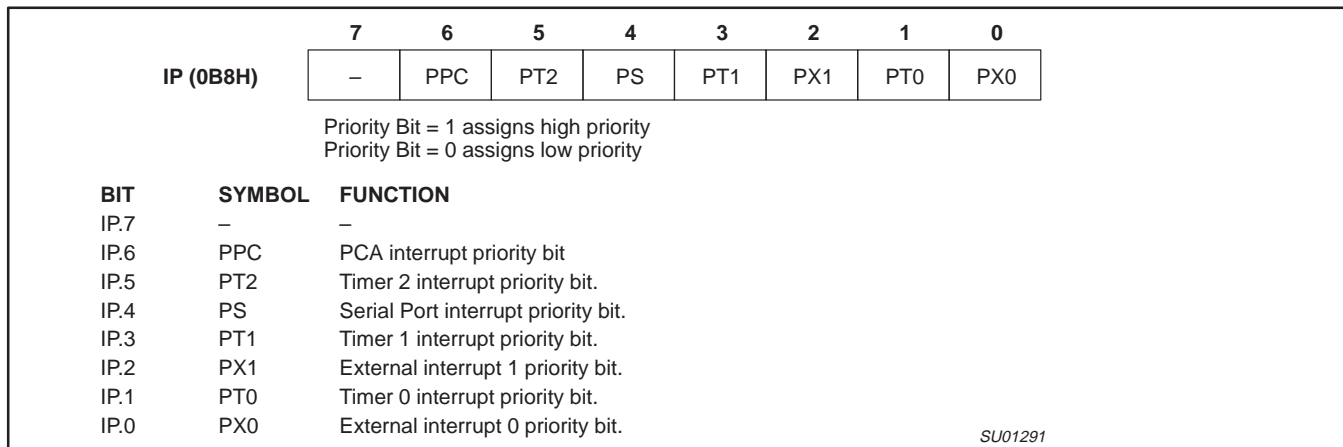 7 6 5 4 3 2 1 0
IP (0B8H) – PPC PT2 PS PT1 PX1 PT0 PX0
Priority Bit = 1 assigns high priority
Priority Bit = 0 assigns low priority
BIT SYMBOL FUNCTION
IP.7 – –
IP.6 PPC PCA interrupt priority bit
IP.5 PT2 Timer 2 interrupt priority bit.
IP.4 PS Serial Port interrupt priority bit.
IP.3 PT1 Timer 1 interrupt priority bit.
IP.2 PX1 External interrupt 1 priority bit.
IP.1 PT0 Timer 0 interrupt priority bit.
IP.0 PX0 External interrupt 0 priority bit.
SU01291